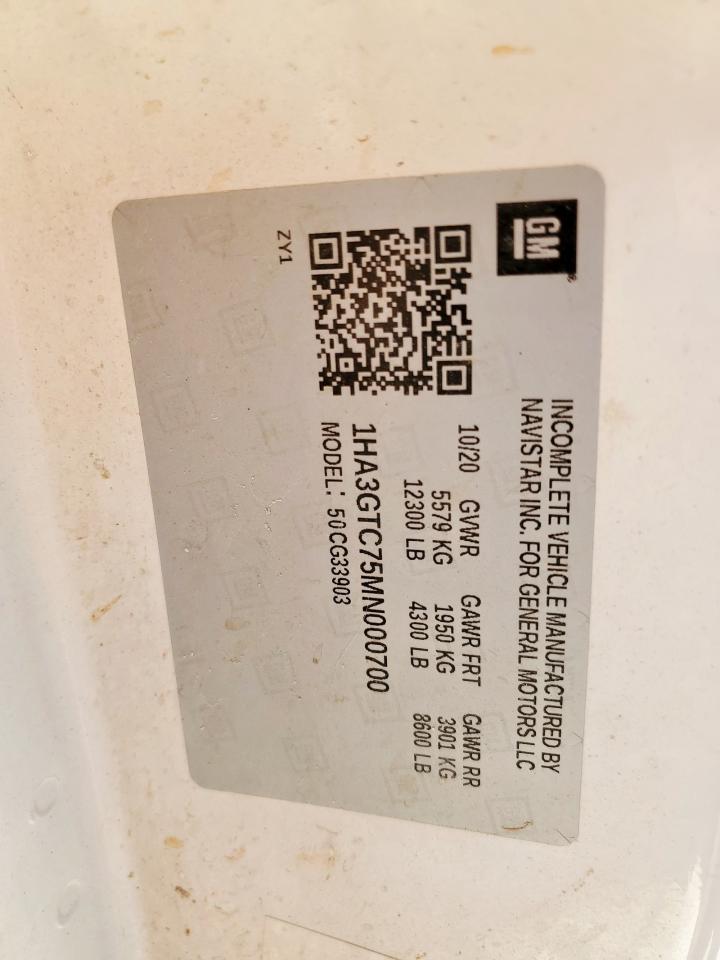 GM
INCOMPLETE VEHICLE MANUFACTURED BY
NAVISTAR INC. FOR GENERAL MOTORS LLC
10/20 GVWR GAWR FRT GAWR RR
5579 KG 1950 KG 3901 KG
12300 LB 4300 LB 8600 LB
1HA3GTC75MN000700
MODEL: 50CG33903
ZY1